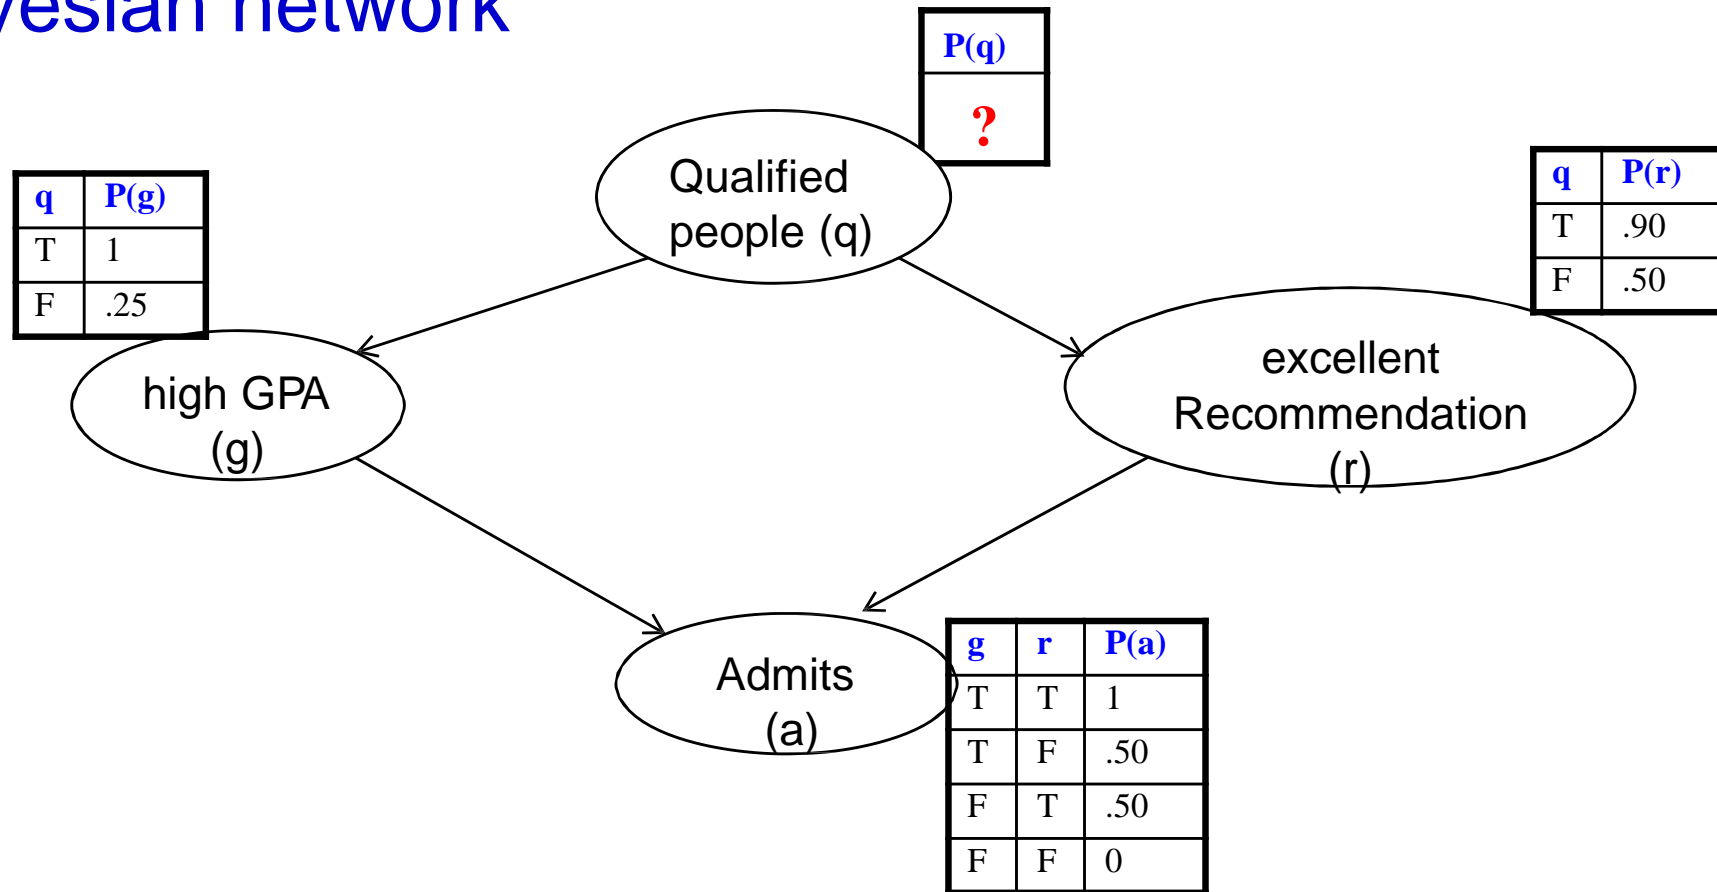 yesian network
P(q)
?
Qualified
people (q)
q P(g)
T 1
F .25
q P(r)
T .90
F .50
high GPA
(g)
excellent
Recommendation
(r)
Admits
(a)
g r P(a)
T T 1
T F .50
F T .50
F F 0